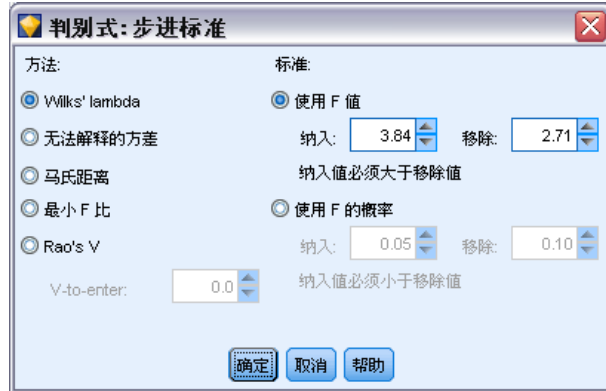 判别式:步进标准
方法:
标准:
Wilks' lambda
使用 F 值
无法解释的方差
纳入: 3.84 移除: 2.71
马氏距离
纳入值必须大于移除值
最小 F 比
使用 F 的概率
Rao's V
纳入: 0.05 移除: 0.10
V-to-enter: 0.0
纳入值必须小于移除值
确定 取消 帮助